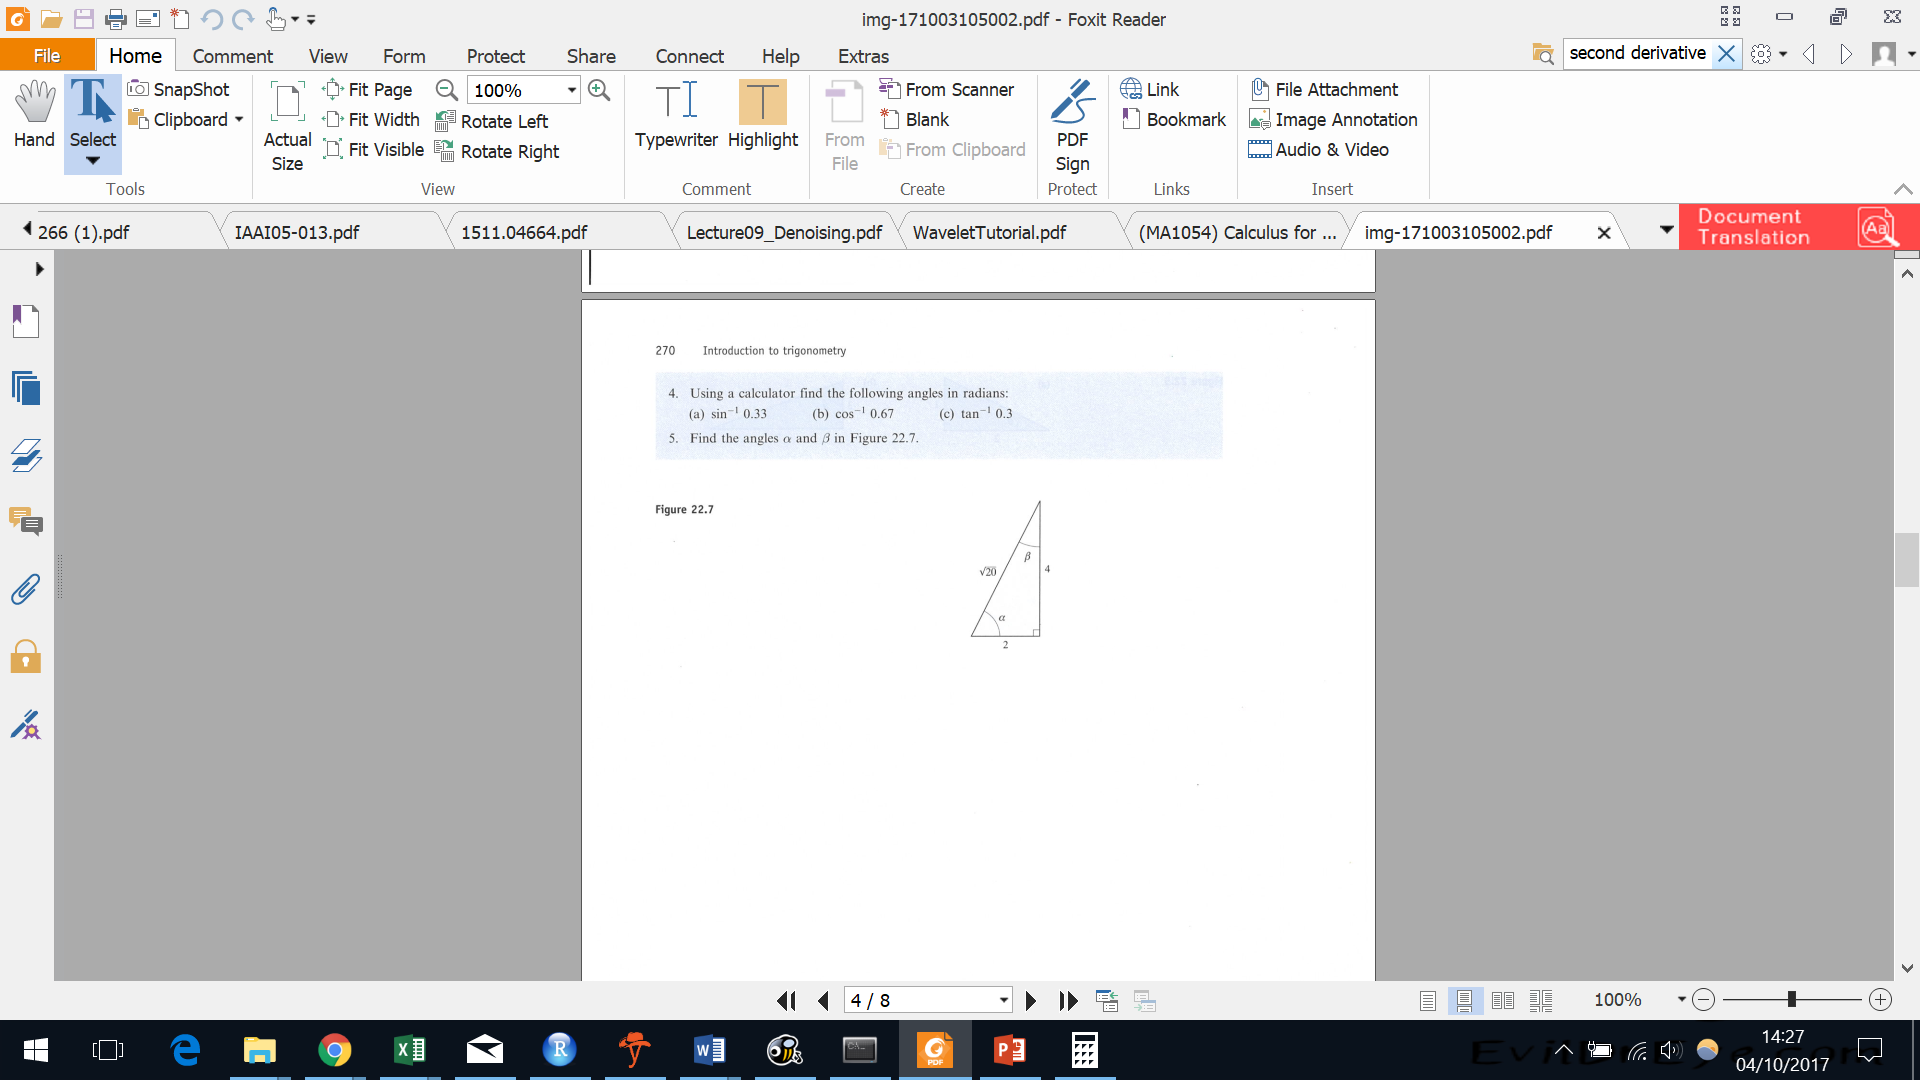 img-171003105002.pdf - Foxit Reader
File Home Comment View Form Protect Share Connect Help Extras
second derivative
Hand
Select
SnapShot
Clipboard
Tools
Actual Size
Fit Page
Fit Width
Fit Visible
100%
Rotate Left
Rotate Right
View
Typewriter
Highlight
Comment
From File
From Scanner
Blank
From Clipboard
Create
PDF Sign
Protect
Link
Bookmark
Links
File Attachment
Image Annotation
Audio & Video
Insert
266 (1).pdf IAAI05-013.pdf 1511.04664.pdf Lecture09_Denoising.pdf WaveletTutorial.pdf (MA1054) Calculus for ... img-171003105002.pdf
Document
Translation
270 Introduction to trigonometry
4. Using a calculator find the following angles in radians:
(a) sin⁻¹ 0.33 (b) cos⁻¹ 0.67 (c) tan⁻¹ 0.3
5. Find the angles α and β in Figure 22.7.
Figure 22.7
β
√20
4
α
2
4 / 8
100%
14:27
04/10/2017